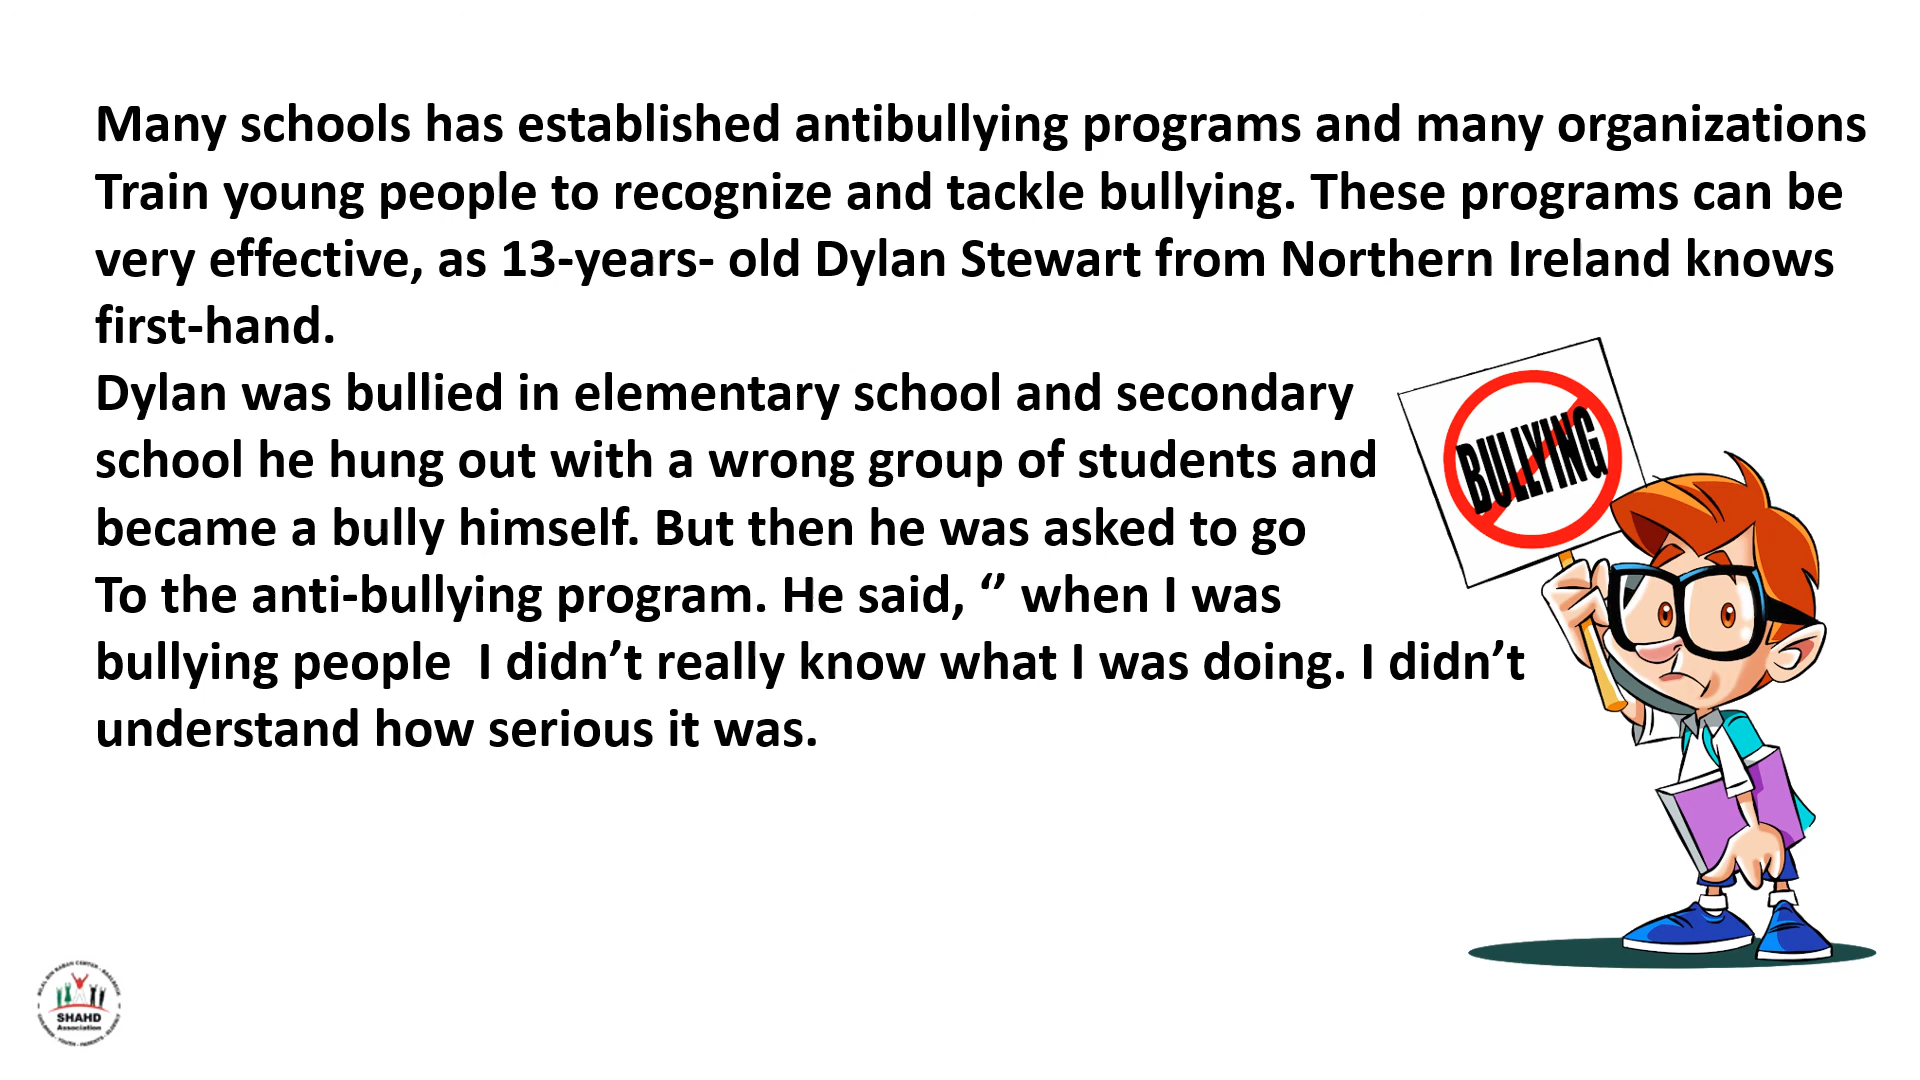 Many schools has established antibullying programs and many organizations
Train young people to recognize and tackle bullying. These programs can be
very effective, as 13-years- old Dylan Stewart from Northern Ireland knows
first-hand.
Dylan was bullied in elementary school and secondary
school he hung out with a wrong group of students and
became a bully himself. But then he was asked to go
To the anti-bullying program. He said, ‘’ when I was
bullying people  I didn’t really know what I was doing. I didn’t
understand how serious it was.
BULLYING
SHAHD
Association